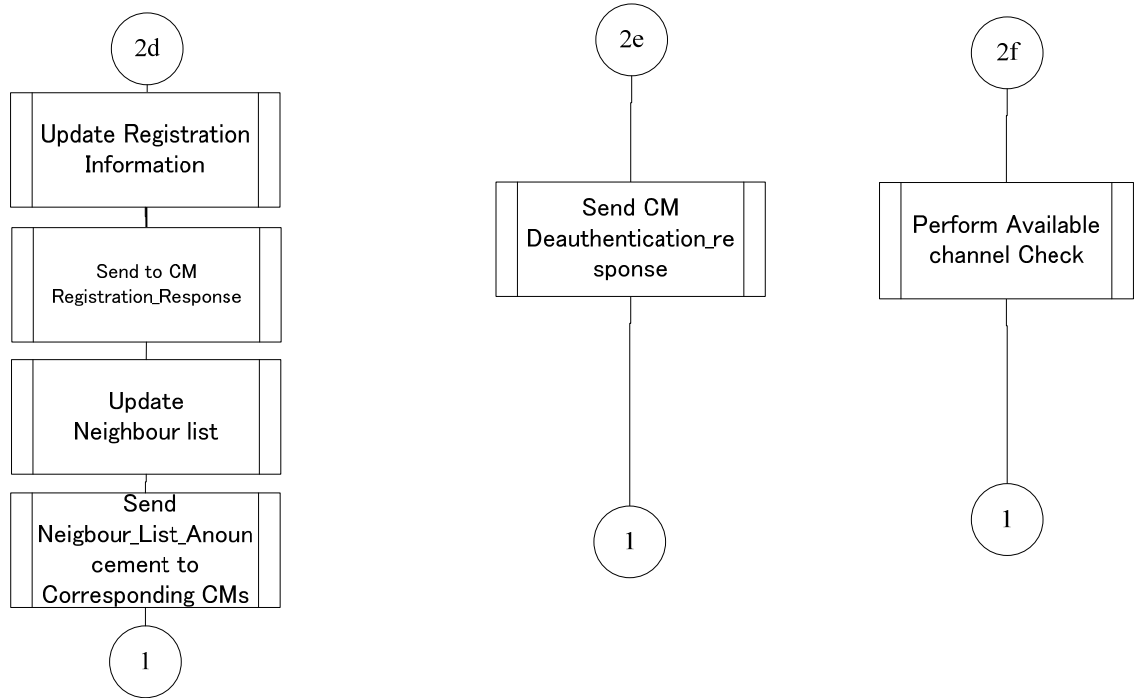 2d
Update Registration
Information
Send to CM
Registration_Response
Update
Neighbour list
Send
Neigbour_List_Anoun
cement to
Corresponding CMs
1
2e
Send CM
Deauthentication_re
sponse
1
2f
Perform Available
channel Check
1